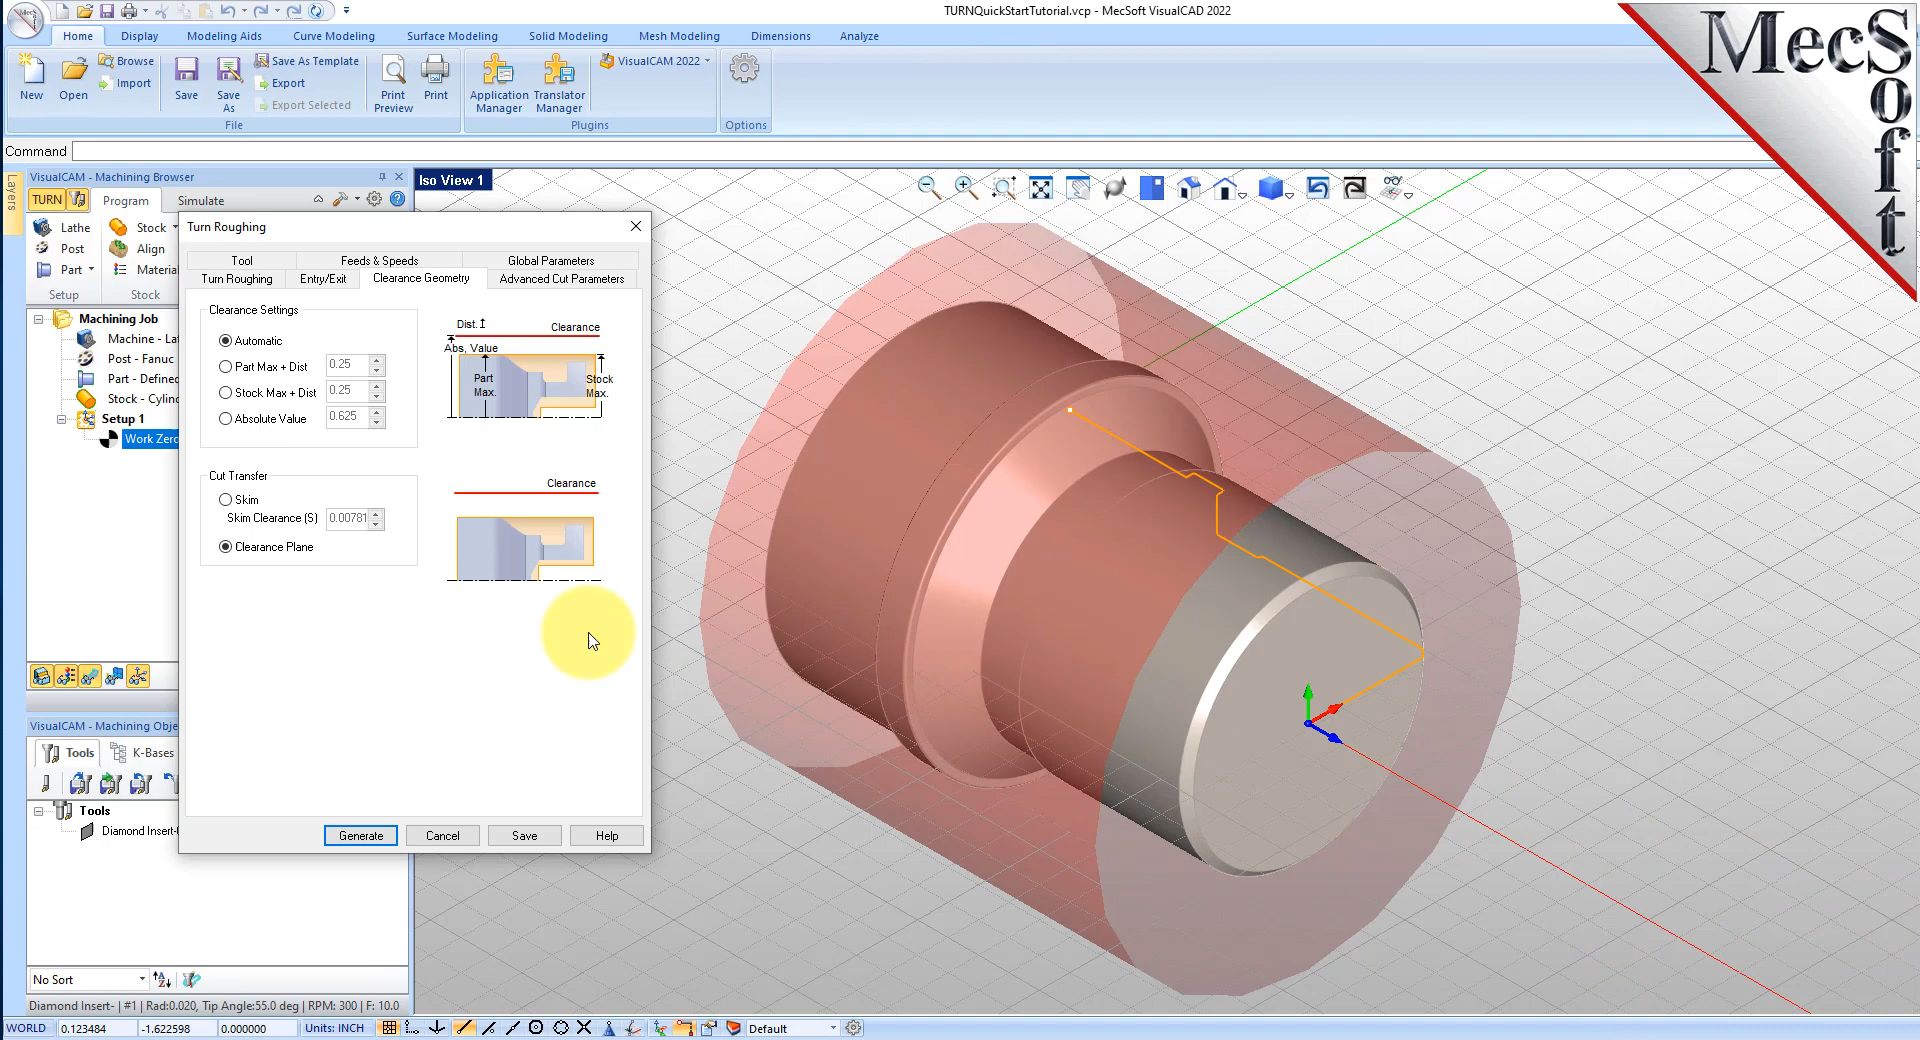 TURNQuickStartTutorial.vcp - MecSoft VisualCAD 2022
MecS
Home Display Modeling Aids Curve Modeling Surface Modeling Solid Modeling Mesh Modeling Dimensions Analyze
New Open Browse Import Save Save As Save As Template Export Export Selected Print Preview Print Application Manager Translator Manager VisualCAM 2022
File Plugins Options
MecSoft
Command
Layers
VisualCAM - Machining Browser
Iso View 1
TURN Program Simulate
Lathe Stock
Post Align
Part Material
Setup Stock
Machining Job
Machine - Lat
Post - Fanuc
Part - Define
Stock - Cylin
Setup 1
Work Zero
Turn Roughing
Tool Feeds & Speeds Global Parameters
Turn Roughing Entry/Exit Clearance Geometry Advanced Cut Parameters
Clearance Settings
Automatic
Part Max + Dist 0.25
Stock Max + Dist 0.25
Absolute Value 0.625
Dist.
Clearance
Abs, Value
Part Max.
Stock Max.
Cut Transfer
Skim
Skim Clearance (S) 0.00781
Clearance Plane
Clearance
Generate Cancel Save Help
VisualCAM - Machining Obje
Tools K-Bases
Tools
Diamond Insert-
No Sort
Diamond Insert- | #1 | Rad:0.020, Tip Angle:55.0 deg | RPM: 300 | F: 10.0
WORLD 0.123484 -1.622598 0.000000 Units: INCH Default